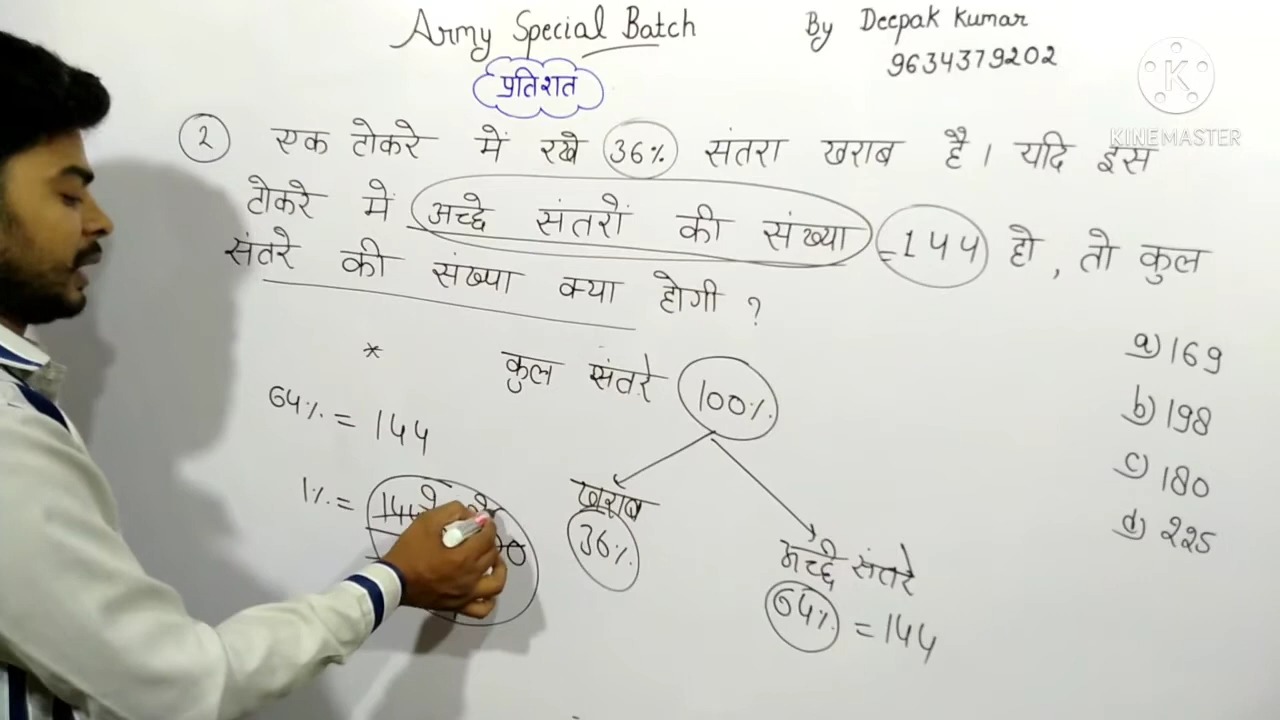 Army Special Batch
By Deepak Kumar
9634379202
प्रतिशत
KINEMASTER
2 एक टोकरे में रखे 36% संतरा खराब है। यदि इस
टोकरे में अच्छे संतरों की संख्या = 144 हो, तो कुल
संतरे की संख्या क्या होगी ?
a) 169
b) 198
c) 180
d) 225
* कुल संतरे 100%
64% = 144
1% = 144
खराब
36%
अच्छे संतरे
64% = 144